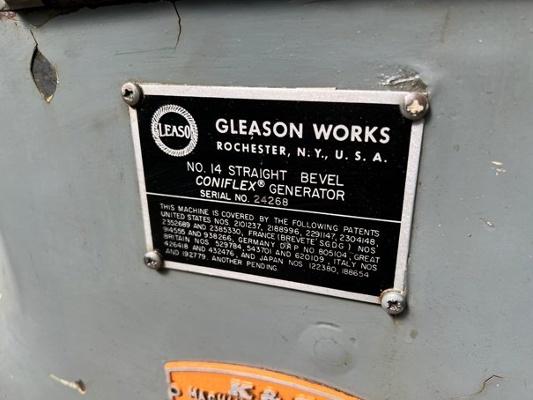 LEASO
GLEASON WORKS
ROCHESTER, N.Y., U. S. A.
NO. 14 STRAIGHT BEVEL
CONIFLEX® GENERATOR
SERIAL NO. 24268
THIS MACHINE IS COVERED BY THE FOLLOWING PATENTS
UNITED STATES NOS 2101237, 2188996, 2291147, 2304148,
2352689 AND 2385330, FRANCE (BREVETE SGDG) NOS
914595 AND 938266, GERMANY DRP NO 805104, GREAT
BRITAIN NOS 529784, 543701 AND 620109, ITALY NOS
426418 AND 432476, AND JAPAN NOS 122380, 188654
AND 192779. ANOTHER PENDING